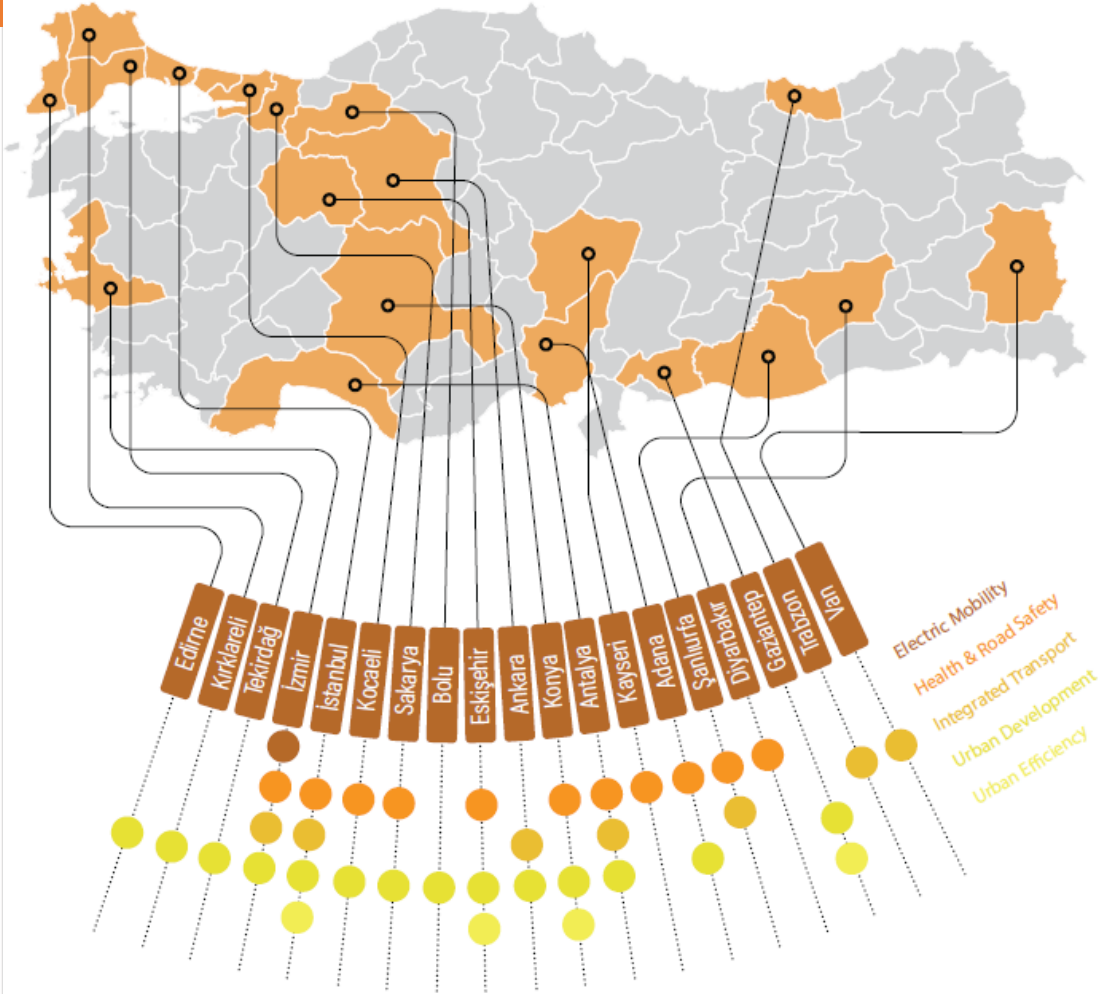 Edirne
Kırklareli
Tekirdağ
İzmir
İstanbul
Kocaeli
Sakarya
Bolu
Eskişehir
Ankara
Konya
Antalya
Kayseri
Adana
Şanlıurfa
Diyarbakır
Gaziantep
Trabzon
Van
Electric Mobility
Health & Road Safety
Integrated Transport
Urban Development
Urban Efficiency